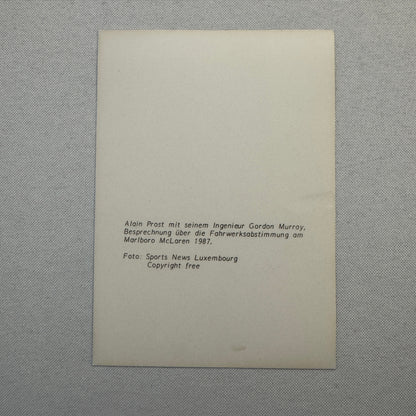 Alain Prost mit seinem Ingenieur Gordon Murray,
Besprechnung über die Fahrwerksabstimmung am
Marlboro McLaren 1987.
Foto: Sports News Luxembourg
Copyright free